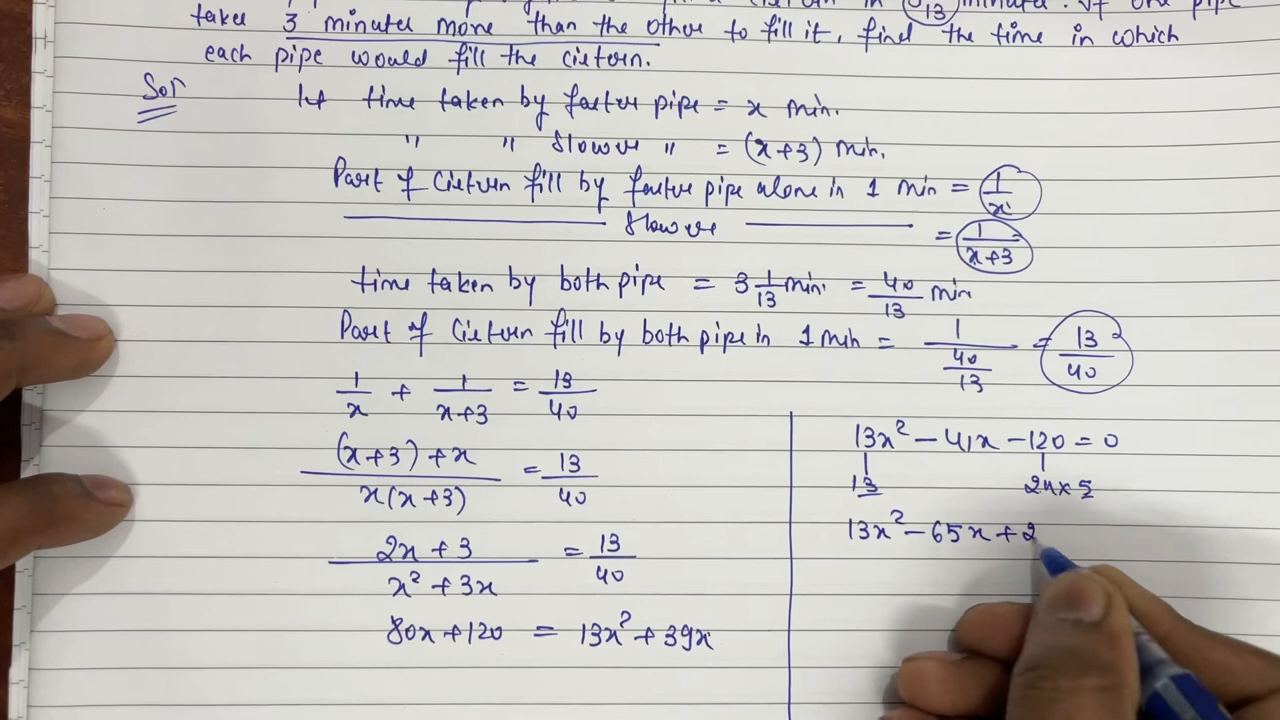 minutes. If one pipe
takes 3 minutes more than the other to fill it, find the time in which
each pipe would fill the cistern.
Solⁿ let time taken by faster pipe = x min.
" " Slower " = (x+3) min.
Part of Cistern fill by faster pipe alone in 1 min = 1/x
Slower = 1/(x+3)
time taken by both pipe = 3 1/13 min. = 40/13 min
Part of Cistern fill by both pipe in 1 min = 1/(40/13) = 13/40
1/x + 1/(x+3) = 13/40
((x+3)+x)/(x(x+3)) = 13/40
(2x+3)/(x²+3x) = 13/40
80x+120 = 13x²+39x
13x² - 41x - 120 = 0
13 24×5
13x² - 65x + 2